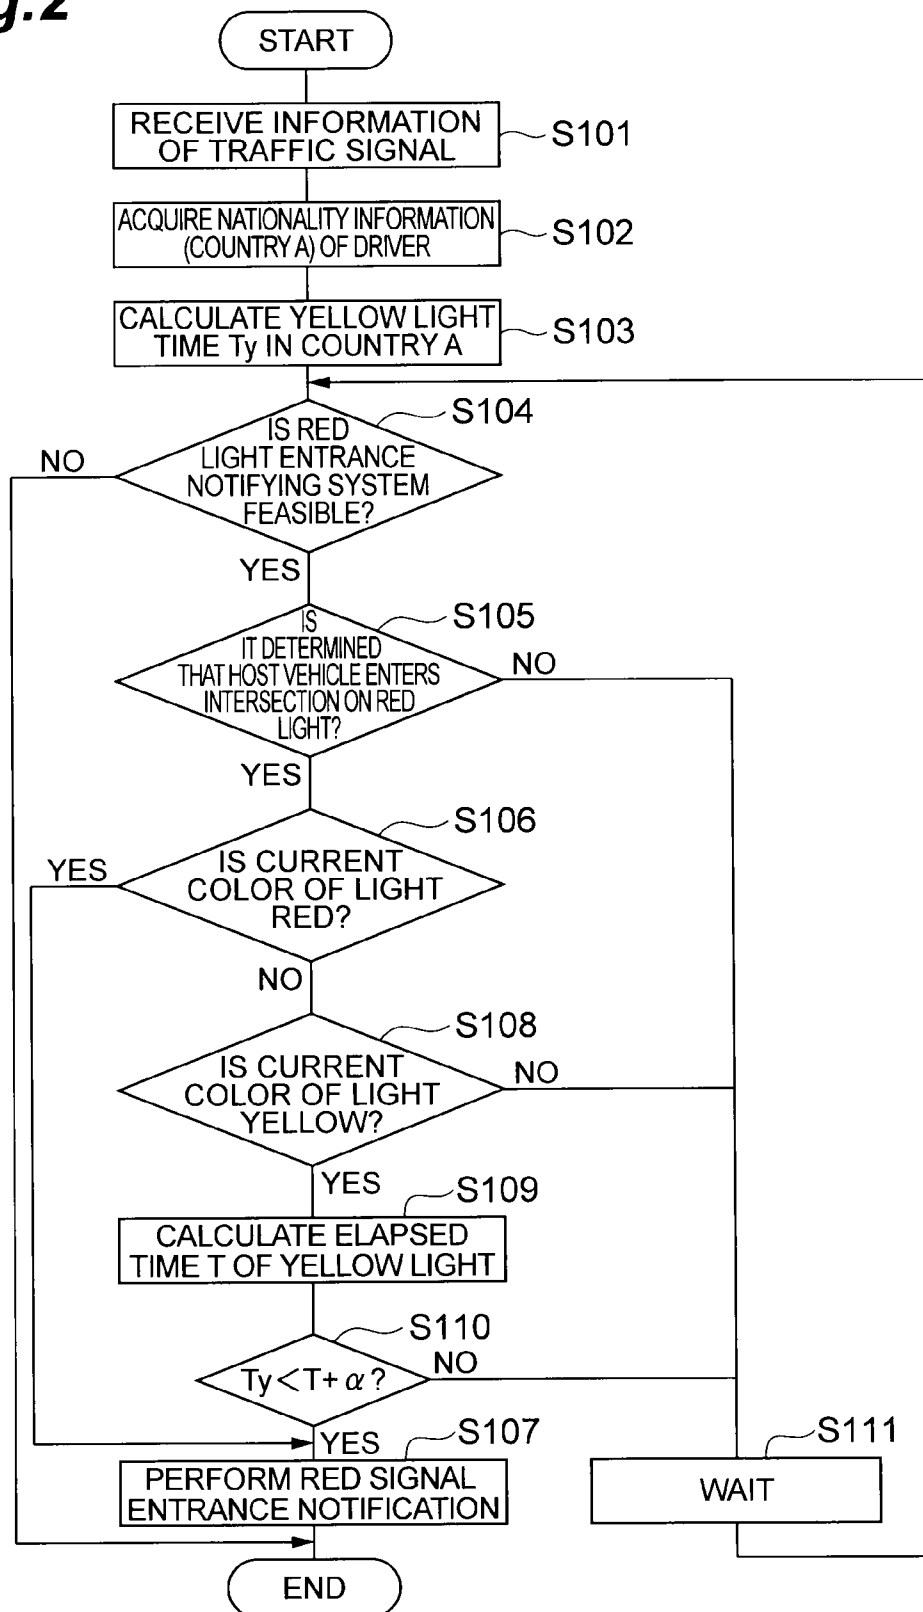 g.2
START
RECEIVE INFORMATION
OF TRAFFIC SIGNAL
S101
ACQUIRE NATIONALITY INFORMATION
(COUNTRY A) OF DRIVER
S102
CALCULATE YELLOW LIGHT
TIME Ty IN COUNTRY A
S103
S104
IS RED
LIGHT ENTRANCE
NOTIFYING SYSTEM
FEASIBLE?
NO
YES
S105
IS
IT DETERMINED
THAT HOST VEHICLE ENTERS
INTERSECTION ON RED
LIGHT?
NO
YES
S106
IS CURRENT
COLOR OF LIGHT
RED?
YES
NO
S108
IS CURRENT
COLOR OF LIGHT
YELLOW?
NO
YES
S109
CALCULATE ELAPSED
TIME T OF YELLOW LIGHT
S110
Ty<T+ α?
NO
YES
S107
PERFORM RED SIGNAL
ENTRANCE NOTIFICATION
S111
WAIT
END